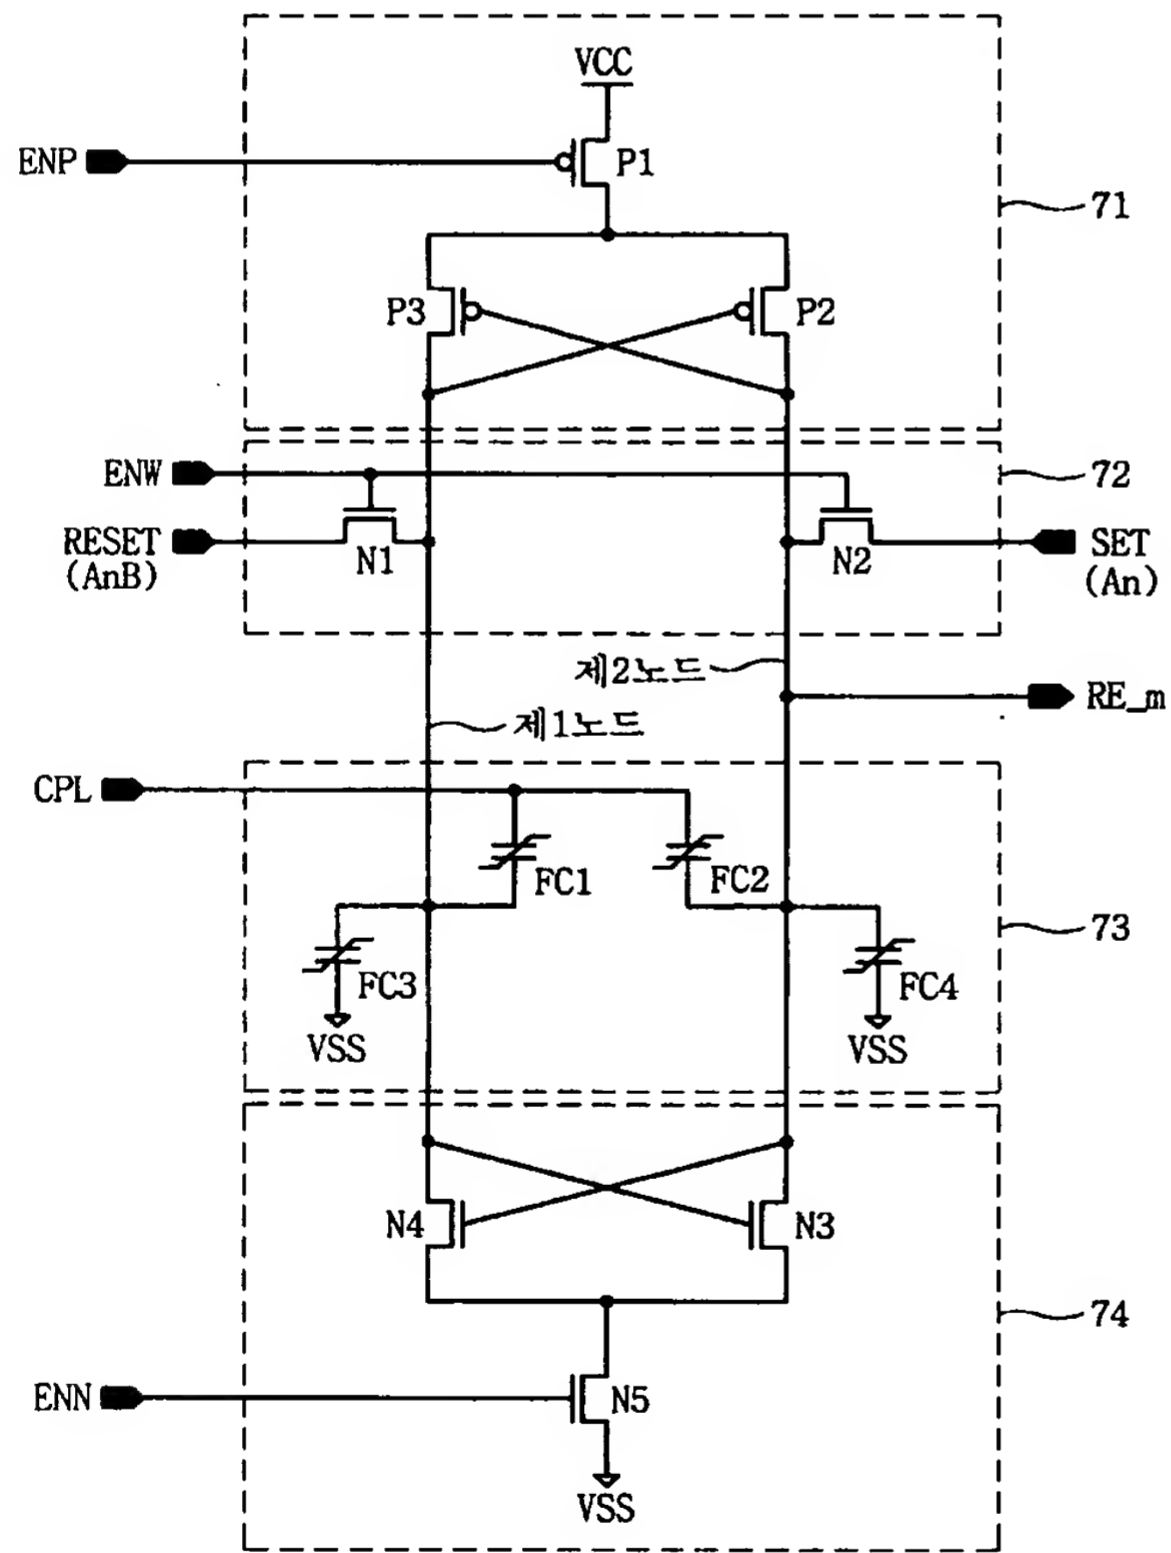 VCC
ENP
P1
71
P3
P2
ENW
72
RESET
(AnB)
N1
N2
SET
(An)
제2노드
RE_m
제1노드
CPL
FC1
FC2
73
FC3
FC4
VSS
VSS
N4
N3
74
ENN
N5
VSS